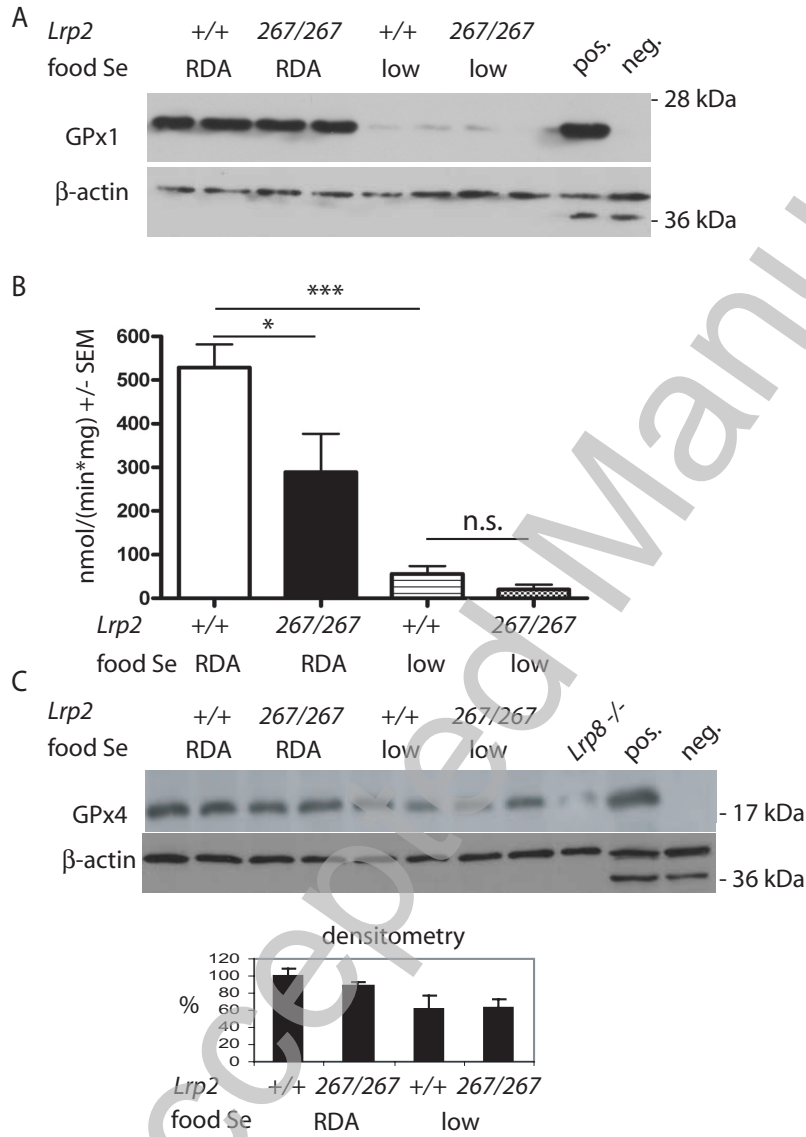 A
Lrp2 +/+ 267/267 +/+ 267/267
food Se RDA RDA low low pos. neg.
- 28 kDa
GPx1
β-actin
- 36 kDa
B
***
*
n.s.
nmol/(min*mg) +/- SEM
600
500
400
300
200
100
0
Lrp2 +/+ 267/267 +/+ 267/267
food Se RDA RDA low low
C
Lrp2 +/+ 267/267 +/+ 267/267
food Se RDA RDA low low Lrp8 -/- pos. neg.
GPx4 - 17 kDa
β-actin
- 36 kDa
densitometry
%
120
100
80
60
40
20
0
Lrp2 +/+ 267/267 +/+ 267/267
food Se RDA low
ccepted Manu